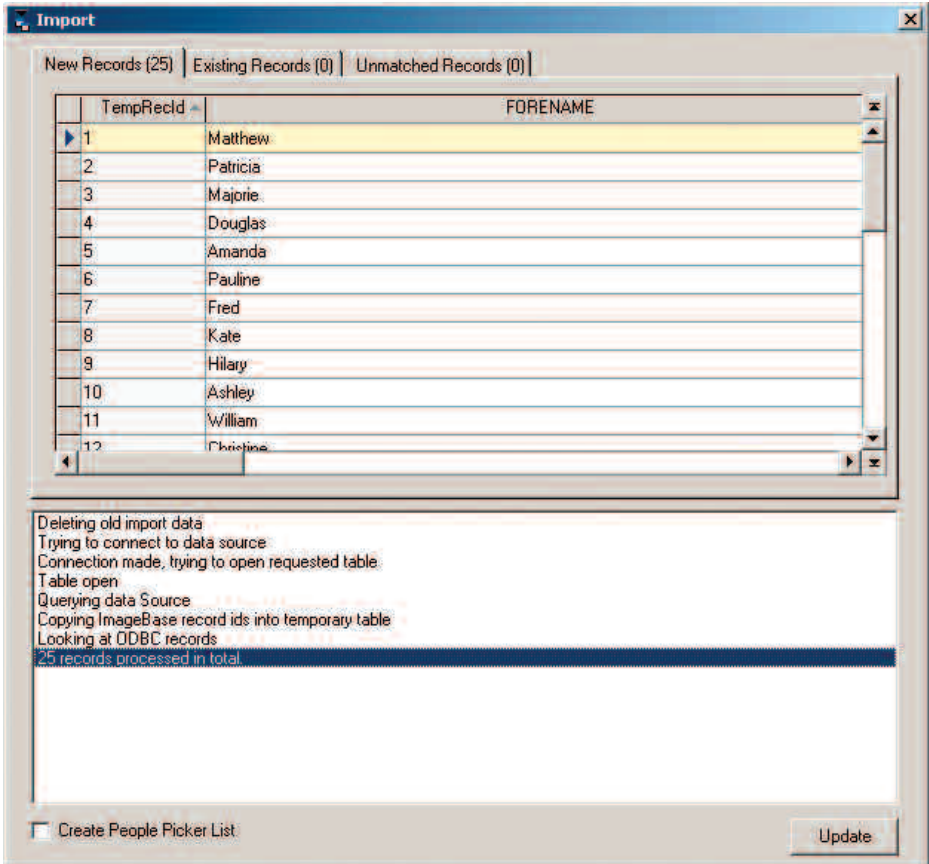 Import
New Records (25) Existing Records (0) Unmatched Records (0)
TempRecId FORENAME
1 Matthew
2 Patricia
3 Majorie
4 Douglas
5 Amanda
6 Pauline
7 Fred
8 Kate
9 Hilary
10 Ashley
11 William
12 Christine
Deleting old import data
Trying to connect to data source
Connection made, trying to open requested table
Table open
Querying data Source
Copying ImageBase record ids into temporary table
Looking at ODBC records
25 records processed in total.
Create People Picker List
Update